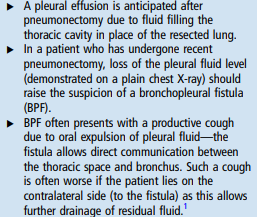 ▶ A pleural effusion is anticipated after
pneumonectomy due to fluid filling the
thoracic cavity in place of the resected lung.
▶ In a patient who has undergone recent
pneumonectomy, loss of the pleural fluid level
(demonstrated on a plain chest X-ray) should
raise the suspicion of a bronchopleural fistula
(BPF).
▶ BPF often presents with a productive cough
due to oral expulsion of pleural fluid—the
fistula allows direct communication between
the thoracic space and bronchus. Such a cough
is often worse if the patient lies on the
contralateral side (to the fistula) as this allows
further drainage of residual fluid.¹